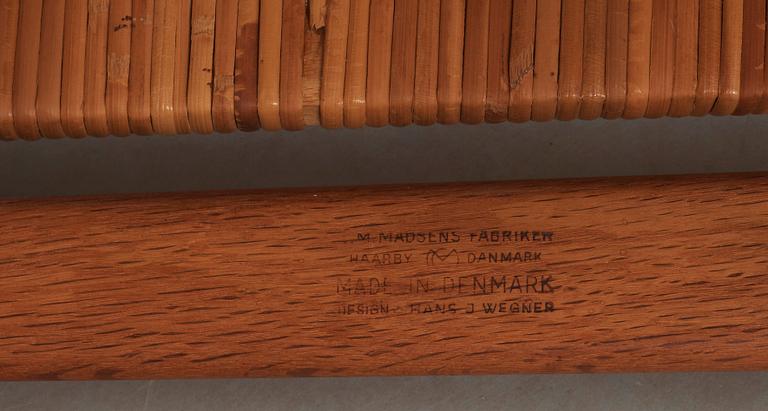 M. MADSENS FABRIKER
HAARBY DANMARK
MADE IN DENMARK
DESIGN HANS J WEGNER